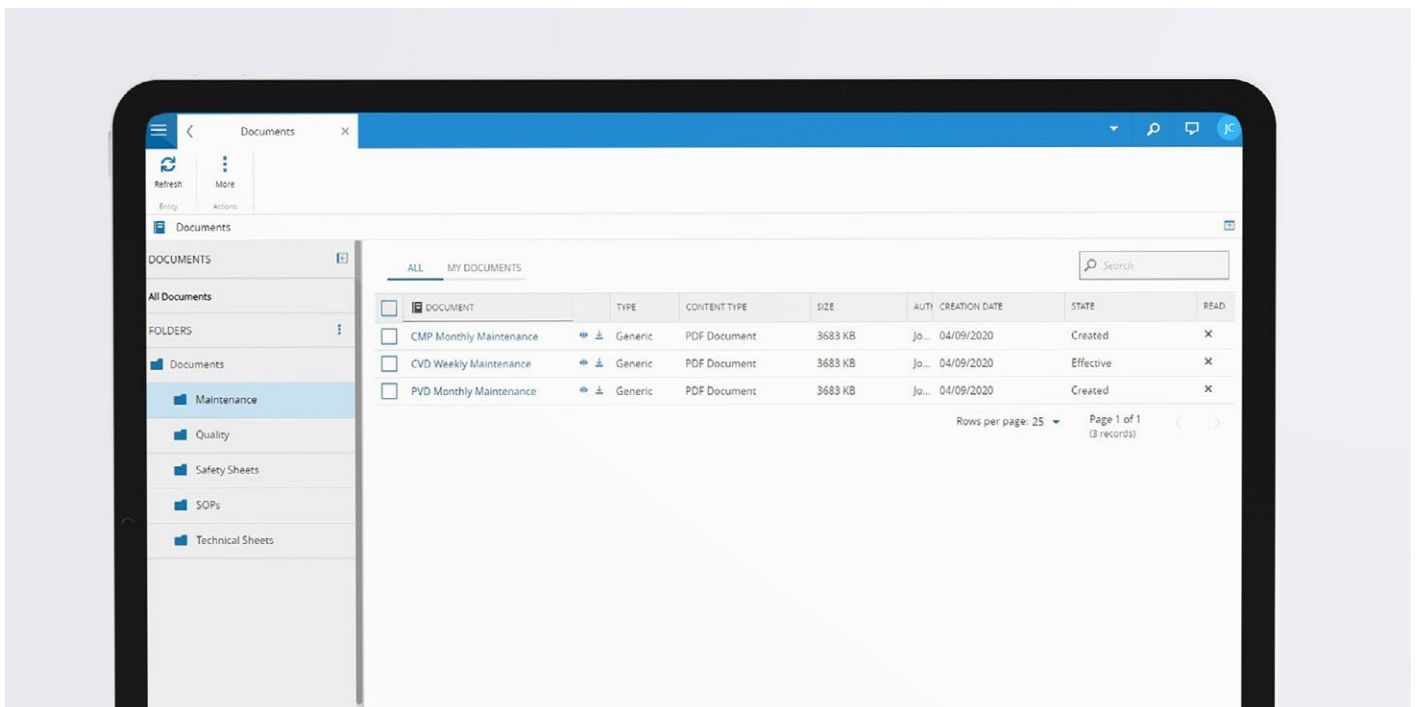 Documents
JC
Refresh More
Entity Actions
Documents
DOCUMENTS
ALL MY DOCUMENTS
Search
All Documents
DOCUMENT TYPE CONTENT TYPE SIZE AUTH CREATION DATE STATE READ
FOLDERS
CMP Monthly Maintenance Generic PDF Document 3683 KB Jo... 04/09/2020 Created
Documents
CVD Weekly Maintenance Generic PDF Document 3683 KB Jo... 04/09/2020 Effective
PVD Monthly Maintenance Generic PDF Document 3683 KB Jo... 04/09/2020 Created
Maintenance
Rows per page: 25 Page 1 of 1
(3 records)
Quality
Safety Sheets
SOPs
Technical Sheets